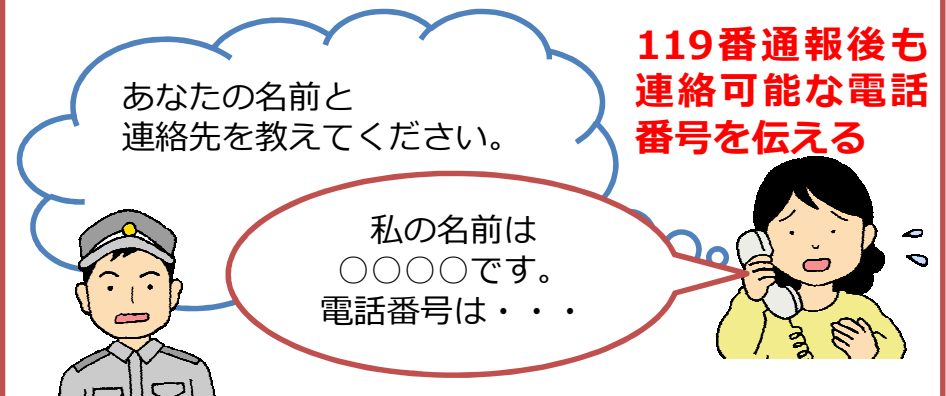 119番通報後も
連絡可能な電話
番号を伝える
あなたの名前と
連絡先を教えてください。
私の名前は
○○○○です。
電話番号は・・・